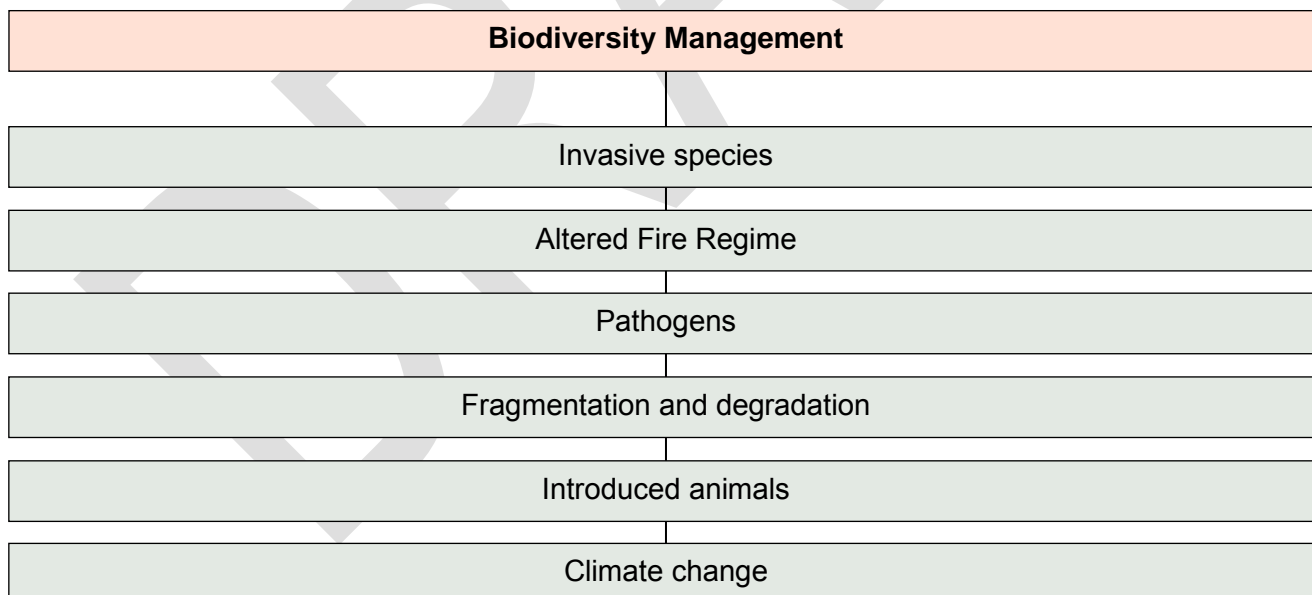 Biodiversity Management
Invasive species
Altered Fire Regime
Pathogens
Fragmentation and degradation
Introduced animals
Climate change